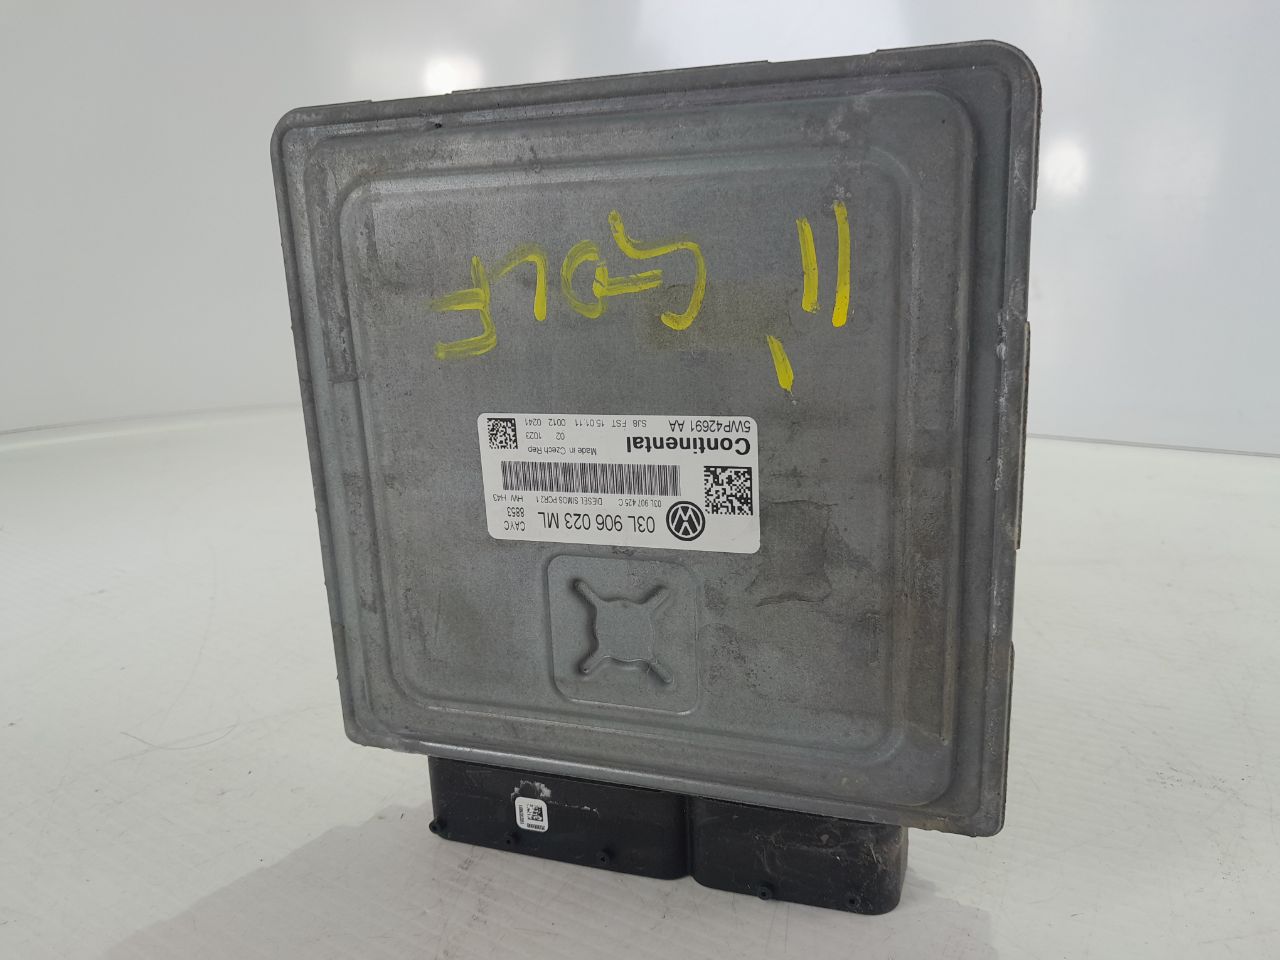 11' GOLF
03L 906 023 ML
CAYC
8853
03L 907 425 C
DIESEL SIMOS PCR2.1
HW H43
Continental
Made in Czech Rep
02
1023
5WP42691 AA
SJB FST 15.01.11 0012 0241